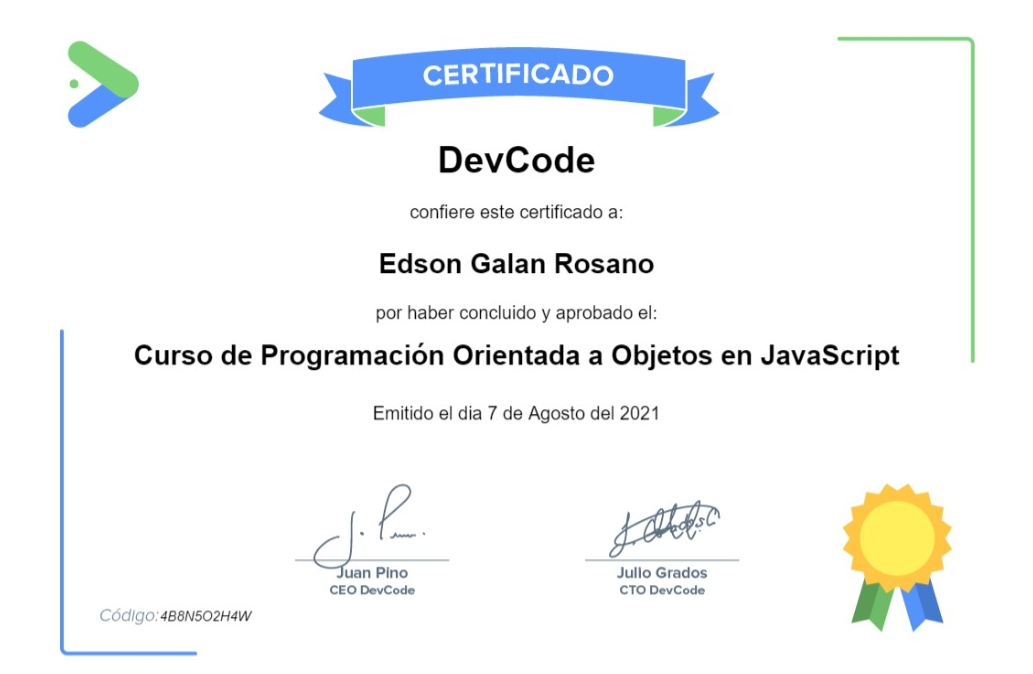 CERTIFICADO
DevCode
confiere este certificado a:
Edson Galan Rosano
por haber concluido y aprobado el:
Curso de Programación Orientada a Objetos en JavaScript
Emitido el dia 7 de Agosto del 2021
Juan Pino
CEO DevCode
Julio Grados
CTO DevCode
Código: 4B8N5O2H4W